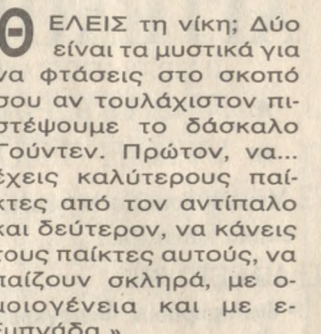 ΘΕΛΕΙΣ τη νίκη; Δύο
είναι τα μυστικά για
να φτάσεις στο σκοπό
σου αν τουλάχιστον πι-
στέψουμε το δάσκαλο
Γούντεν. Πρώτον, να...
έχεις καλύτερους παί-
κτες από τον αντίπαλο
και δεύτερον, να κάνεις
τους παίκτες αυτούς, να
παίζουν σκληρά, με ο-
μοιογένεια και με ε-
ξυπνάδα.»